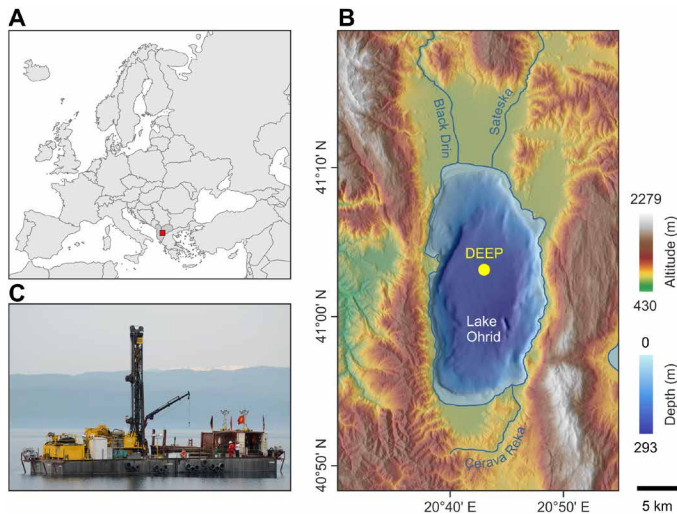 A
B
Black Drin
Sateska
41°10' N
2279
Altitude (m)
430
DEEP
C
41°00' N
Lake
Ohrid
0
Depth (m)
293
Cerava Reka
40°50' N
20°40' E
20°50' E
5 km